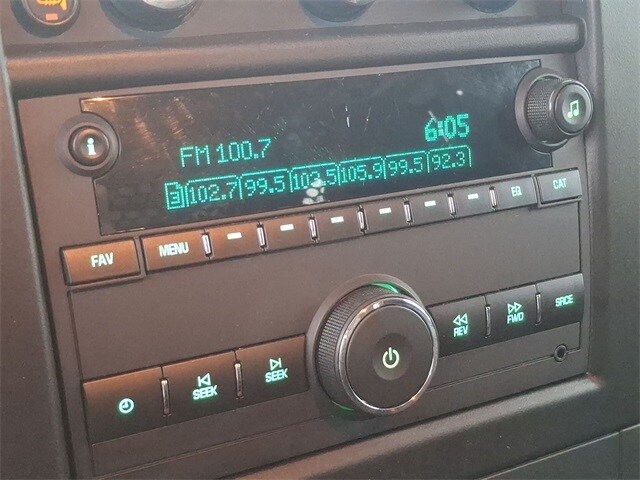 6:05
FM 100.7
3 102.7 99.5 103.5 105.9 99.5 92.3
FAV MENU EQ CAT
REV FWD SRCE
SEEK SEEK